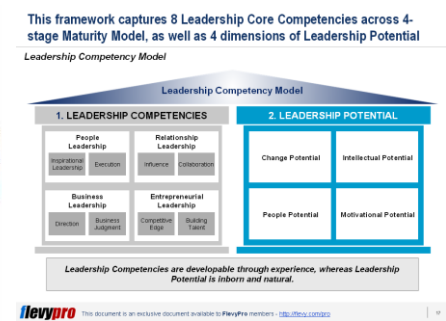 This framework captures 8 Leadership Core Competencies across 4-
stage Maturity Model, as well as 4 dimensions of Leadership Potential
Leadership Competency Model
Leadership Competency Model
1. LEADERSHIP COMPETENCIES
People
Leadership
Inspirational
Leadership
Execution
Relationship
Leadership
Influence
Collaboration
Business
Leadership
Direction
Business
Judgment
Entrepreneurial
Leadership
Competitive
Edge
Building
Talent
2. LEADERSHIP POTENTIAL
Change Potential
Intellectual Potential
People Potential
Motivational Potential
Leadership Competencies are developable through experience, whereas Leadership
Potential is inborn and natural.
flevypro
This document is an exclusive document available to FlevyPro members - http://flevy.com/pro